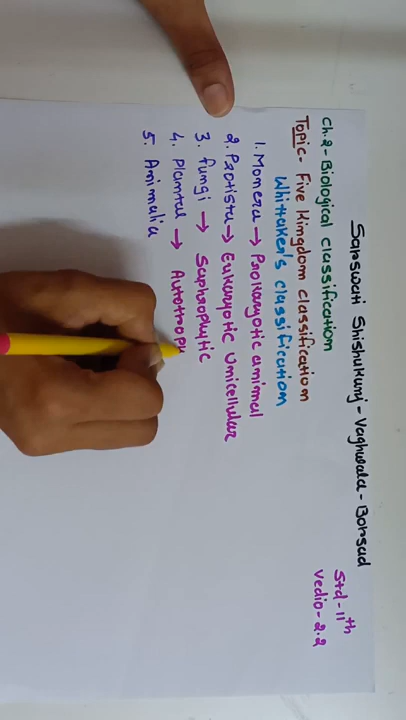 Saraswati Shishukunj - Vaghwala - Borsad
Std - 11th
Vedio - 2.2
Ch.2 - Biological classification
Topic - Five Kingdom classification
Whittaker's classification
1. Monera → Prokaryotic animal
2. Protista → Eukaryotic Unicellular
3. Fungi → Saprophytic
4. Plantae → Autotroph
5. Animalia